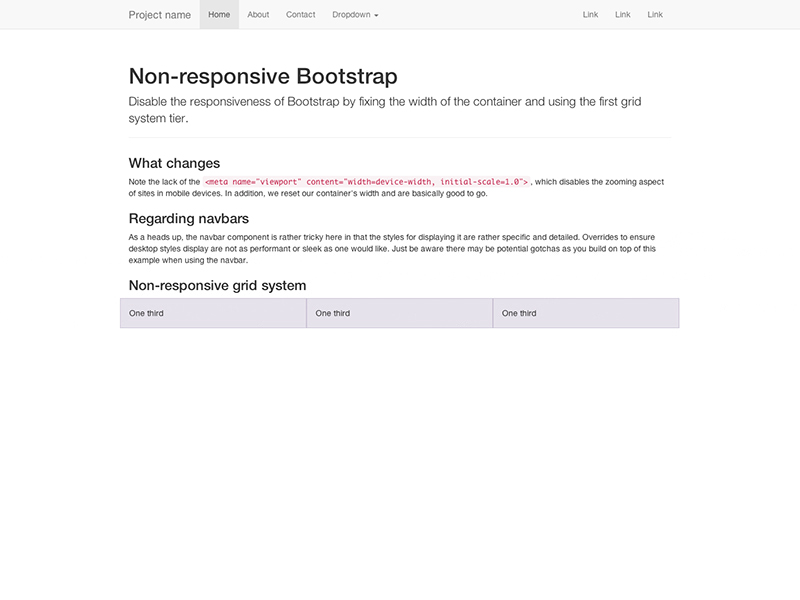 Project name Home About Contact Dropdown Link Link Link
Non-responsive Bootstrap
Disable the responsiveness of Bootstrap by fixing the width of the container and using the first grid
system tier.
What changes
Note the lack of the <meta name="viewport" content="width=device-width, initial-scale=1.0">, which disables the zooming aspect
of sites in mobile devices. In addition, we reset our container's width and are basically good to go.
Regarding navbars
As a heads up, the navbar component is rather tricky here in that the styles for displaying it are rather specific and detailed. Overrides to ensure
desktop styles display are not as performant or sleek as one would like. Just be aware there may be potential gotchas as you build on top of this
example when using the navbar.
Non-responsive grid system
One third One third One third